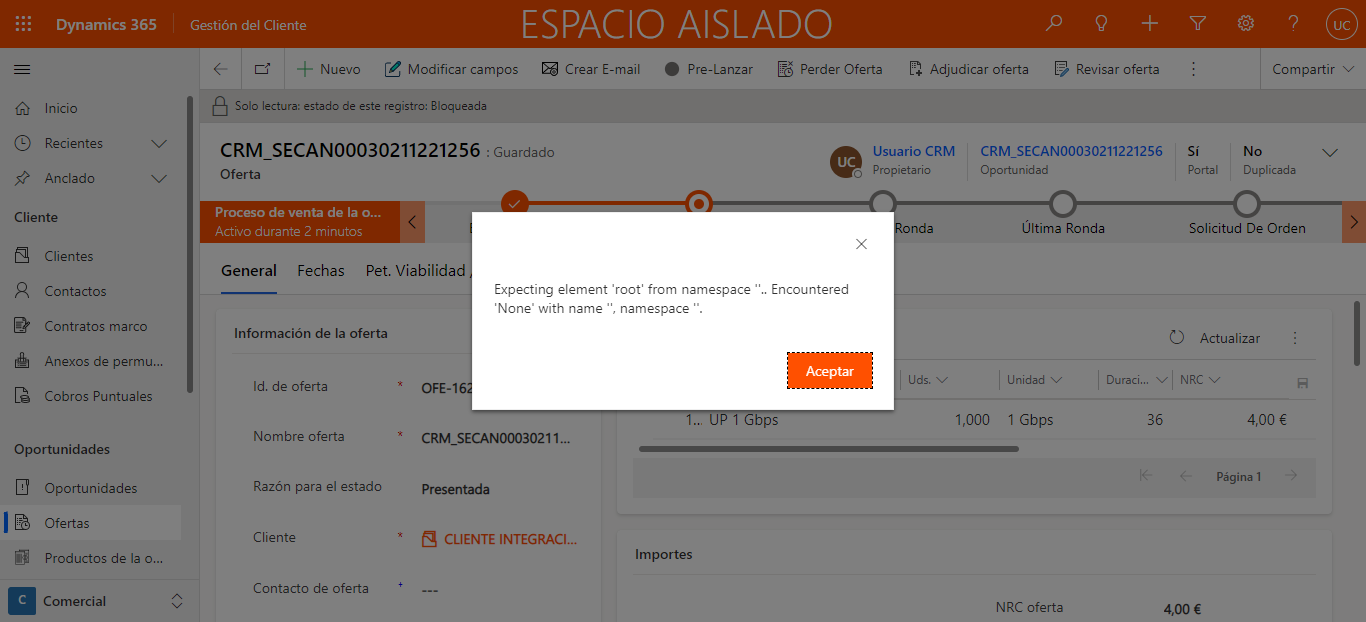 Dynamics 365
Gestión del Cliente
ESPACIO AISLADO
UC
Nuevo
Modificar campos
Crear E-mail
Pre-Lanzar
Perder Oferta
Adjudicar oferta
Revisar oferta
Compartir
Solo lectura: estado de este registro: Bloqueada
Inicio
Recientes
Anclado
Cliente
Clientes
Contactos
Contratos marco
Anexos de permu...
Cobros Puntuales
Oportunidades
Oportunidades
Ofertas
Productos de la o...
C
Comercial
CRM_SECAN00030211221256 : Guardado
Oferta
UC
Usuario CRM
Propietario
CRM_SECAN00030211221256
Oportunidad
Sí
Portal
No
Duplicada
Proceso de venta de la o...
Activo durante 2 minutos
Ronda
Última Ronda
Solicitud De Orden
General
Fechas
Pet. Viabilidad
Expecting element 'root' from namespace ''.. Encountered
'None' with name '', namespace ''.
Aceptar
Información de la oferta
Id. de oferta
*
OFE-162
Nombre oferta
*
CRM_SECAN00030211...
Razón para el estado
Presentada
Cliente
*
CLIENTE INTEGRACI...
Contacto de oferta
+
---
Actualizar
Uds.
Unidad
Duraci...
NRC
1...
UP 1 Gbps
1,000
1 Gbps
36
4,00 €
Página 1
Importes
NRC oferta
4,00 €